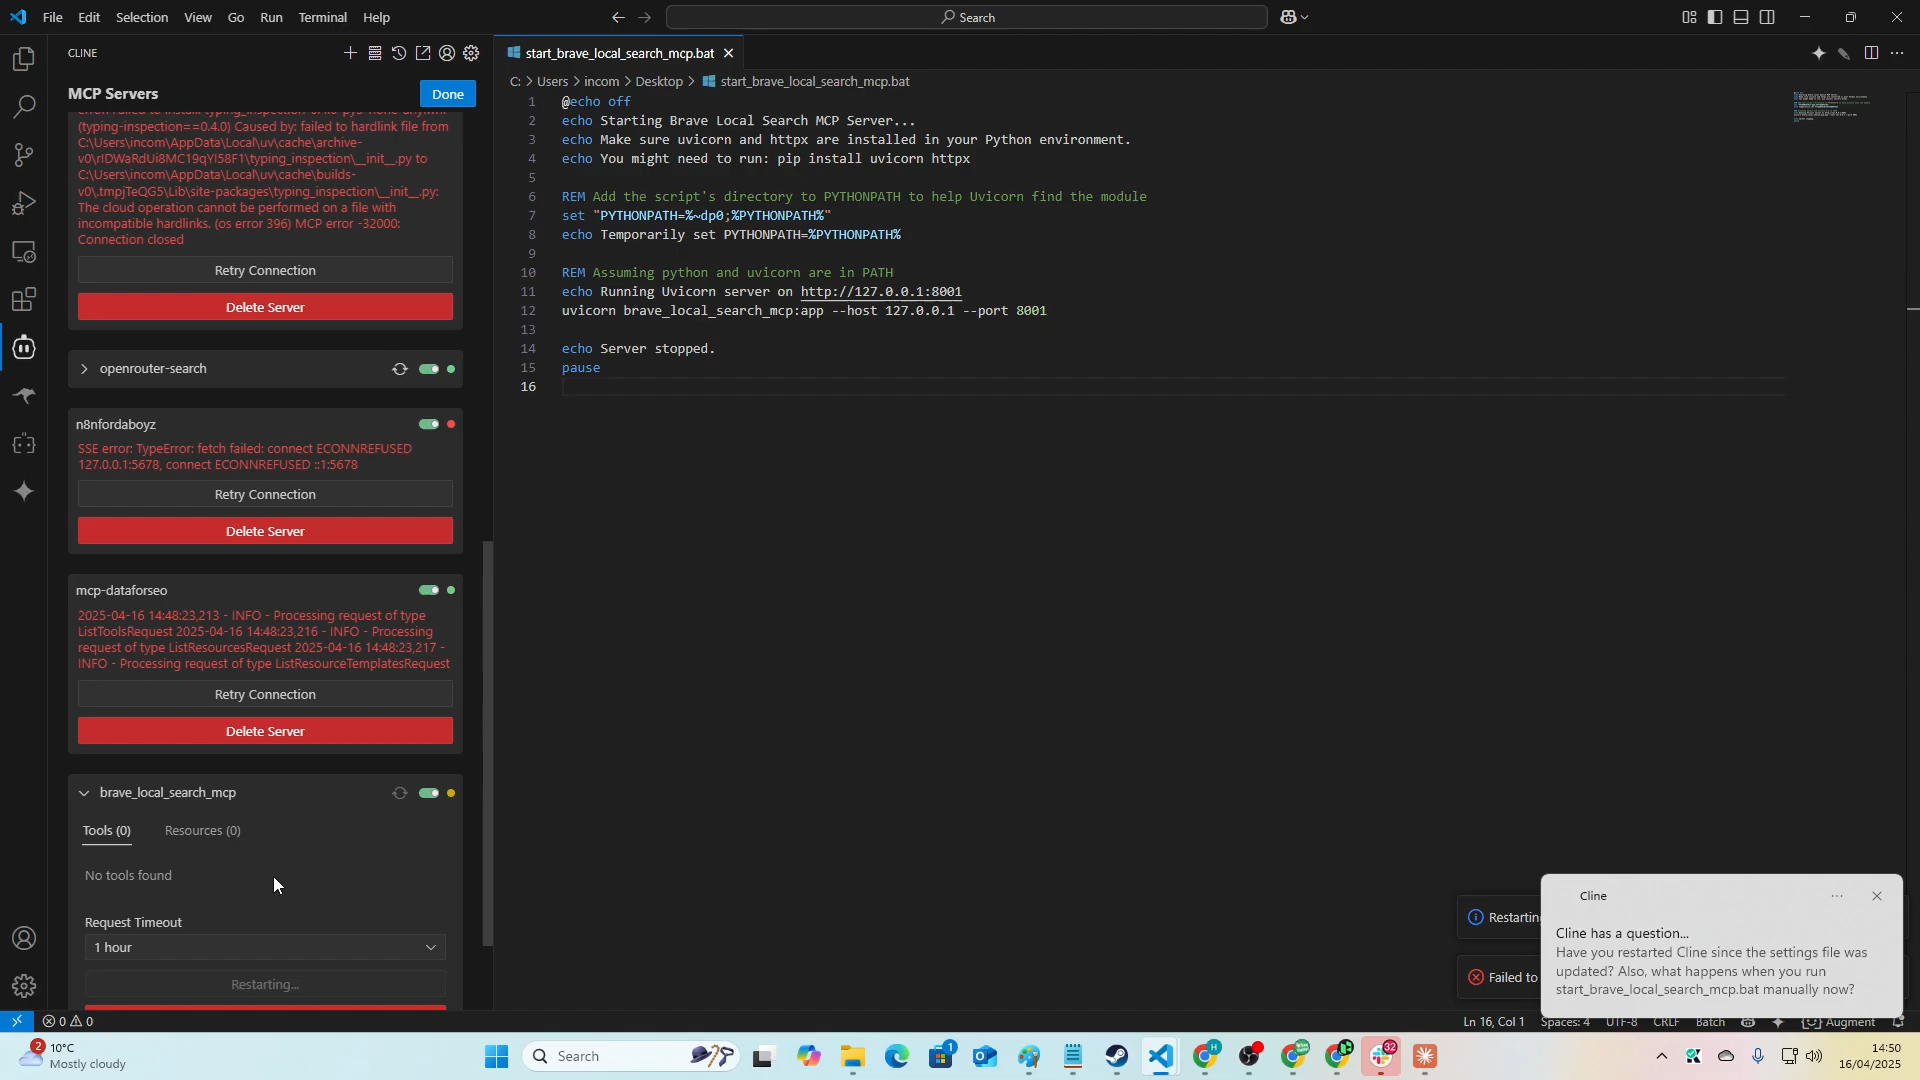 File Edit Selection View Go Run Terminal Help
Search
CLINE
MCP Servers
Done
(typing-inspection==0.4.0) Caused by: failed to hardlink file from
C:\Users\incom\AppData\Local\uv\cache\archive-
v0\rIDWaRdUi8MC19qYI58F1\typing_inspection\__init__.py to
C:\Users\incom\AppData\Local\uv\cache\builds-
v0\.tmpjTeQG5\Lib\site-packages\typing_inspection\__init__.py:
The cloud operation cannot be performed on a file with
incompatible hardlinks. (os error 396) MCP error -32000:
Connection closed
Retry Connection
Delete Server
openrouter-search
n8nfordaboyz
SSE error: TypeError: fetch failed: connect ECONNREFUSED
127.0.0.1:5678, connect ECONNREFUSED ::1:5678
Retry Connection
Delete Server
mcp-dataforseo
2025-04-16 14:48:23,213 - INFO - Processing request of type
ListToolsRequest 2025-04-16 14:48:23,216 - INFO - Processing
request of type ListResourcesRequest 2025-04-16 14:48:23,217 -
INFO - Processing request of type ListResourceTemplatesRequest
Retry Connection
Delete Server
brave_local_search_mcp
Tools (0) Resources (0)
No tools found
Request Timeout
1 hour
Restarting...
start_brave_local_search_mcp.bat
C: > Users > incom > Desktop > start_brave_local_search_mcp.bat
1 @echo off
2 echo Starting Brave Local Search MCP Server...
3 echo Make sure uvicorn and httpx are installed in your Python environment.
4 echo You might need to run: pip install uvicorn httpx
5
6 REM Add the script's directory to PYTHONPATH to help Uvicorn find the module
7 set "PYTHONPATH=%~dp0;%PYTHONPATH%"
8 echo Temporarily set PYTHONPATH=%PYTHONPATH%
9
10 REM Assuming python and uvicorn are in PATH
11 echo Running Uvicorn server on http://127.0.0.1:8001
12 uvicorn brave_local_search_mcp:app --host 127.0.0.1 --port 8001
13
14 echo Server stopped.
15 pause
16
Restarting
Failed to
Cline
Cline has a question...
Have you restarted Cline since the settings file was
updated? Also, what happens when you run
start_brave_local_search_mcp.bat manually now?
0 0
Ln 16, Col 1 Spaces: 4 UTF-8 CRLF Batch Augment
2
10°C
Mostly cloudy
Search
1
32
14:50
16/04/2025